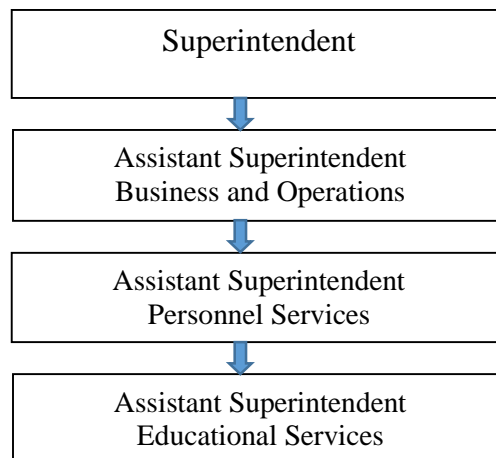 Superintendent
Assistant Superintendent
Business and Operations
Assistant Superintendent
Personnel Services
Assistant Superintendent
Educational Services